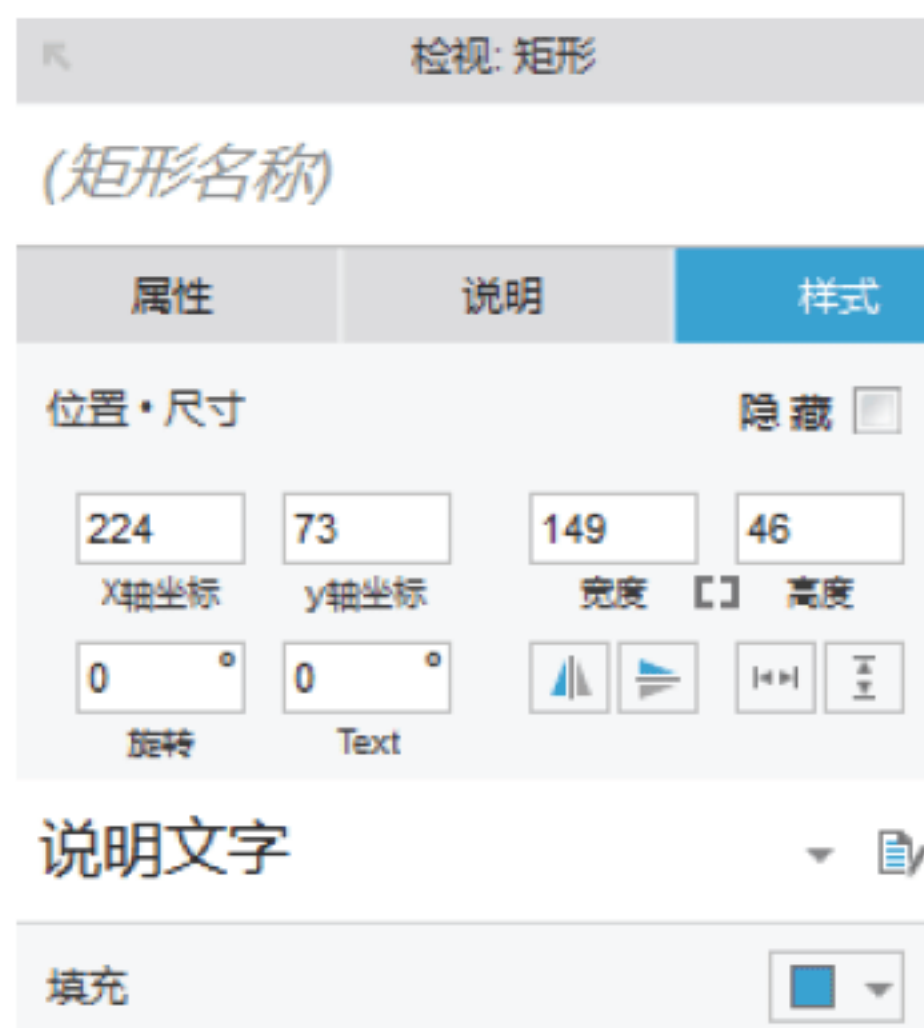 检视: 矩形
(矩形名称)
属性 说明 样式
位置 • 尺寸 隐 藏
224 73 149 46
X轴坐标 y轴坐标 宽度 高度
0 ° 0 °
旋转 Text
说明文字
填充